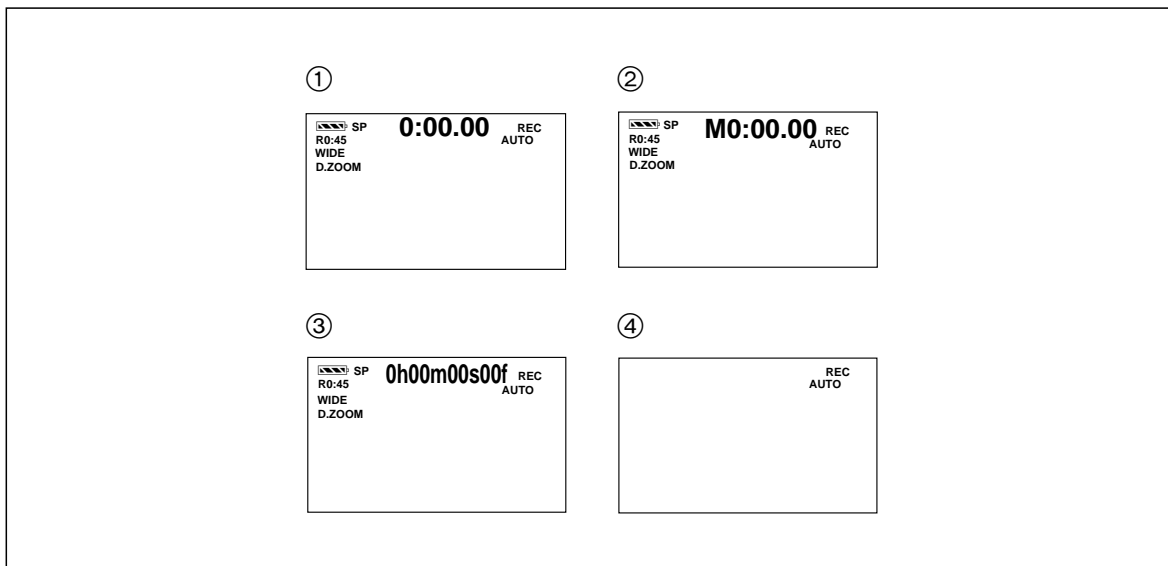 ①
SP 0:00.00 REC
R0:45 AUTO
WIDE
D.ZOOM
②
SP M0:00.00 REC
R0:45 AUTO
WIDE
D.ZOOM
③
SP 0h00m00s00f REC
R0:45 AUTO
WIDE
D.ZOOM
④
REC
AUTO